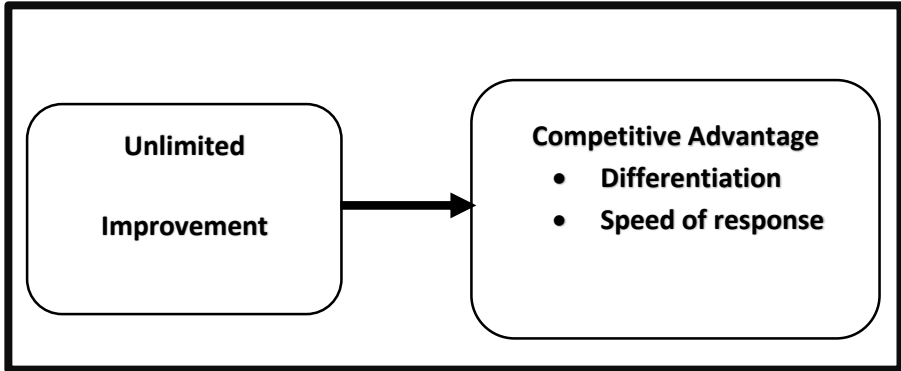 Unlimited
Improvement
Competitive Advantage
• Differentiation
• Speed of response